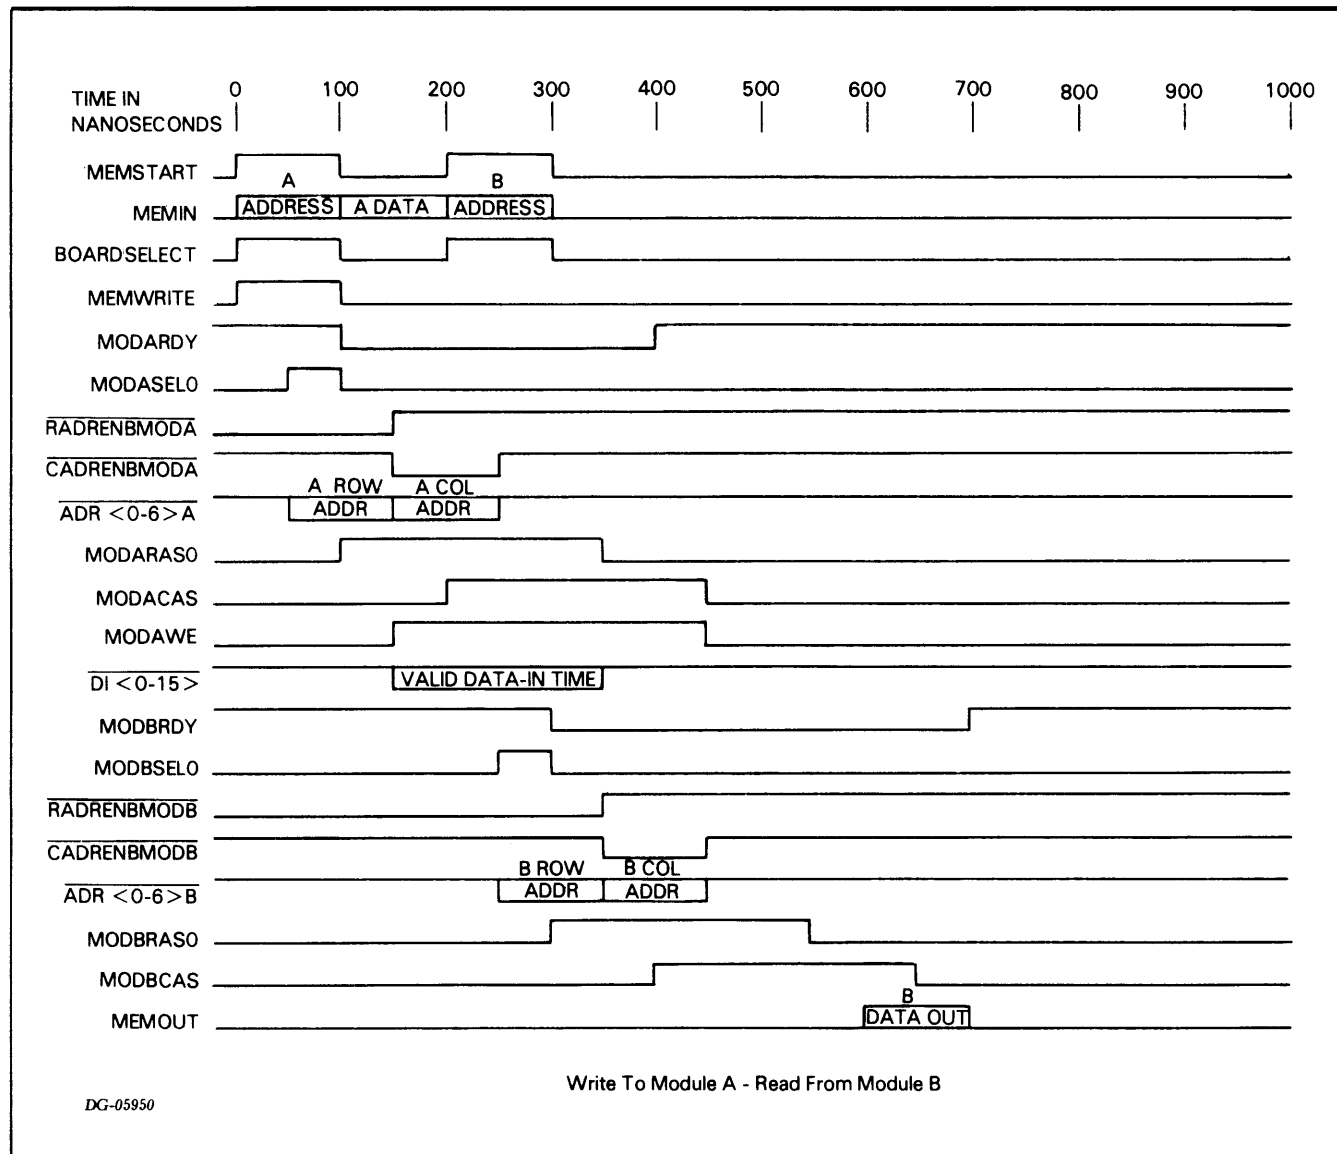 TIME IN
NANOSECONDS
0 100 200 300 400 500 600 700 800 900 1000
MEMSTART
A B
MEMIN ADDRESS A DATA ADDRESS
BOARDSELECT
MEMWRITE
MODARDY
MODASEL0
RADRENBMODA
CADRENBMODA
A ROW A COL
ADR <0-6>A ADDR ADDR
MODARAS0
MODACAS
MODAWE
DI <0-15> VALID DATA-IN TIME
MODBRDY
MODBSEL0
RADRENBMODB
CADRENBMODB
B ROW B COL
ADR <0-6>B ADDR ADDR
MODBRAS0
MODBCAS
B
MEMOUT DATA OUT
Write To Module A - Read From Module B
DG-05950